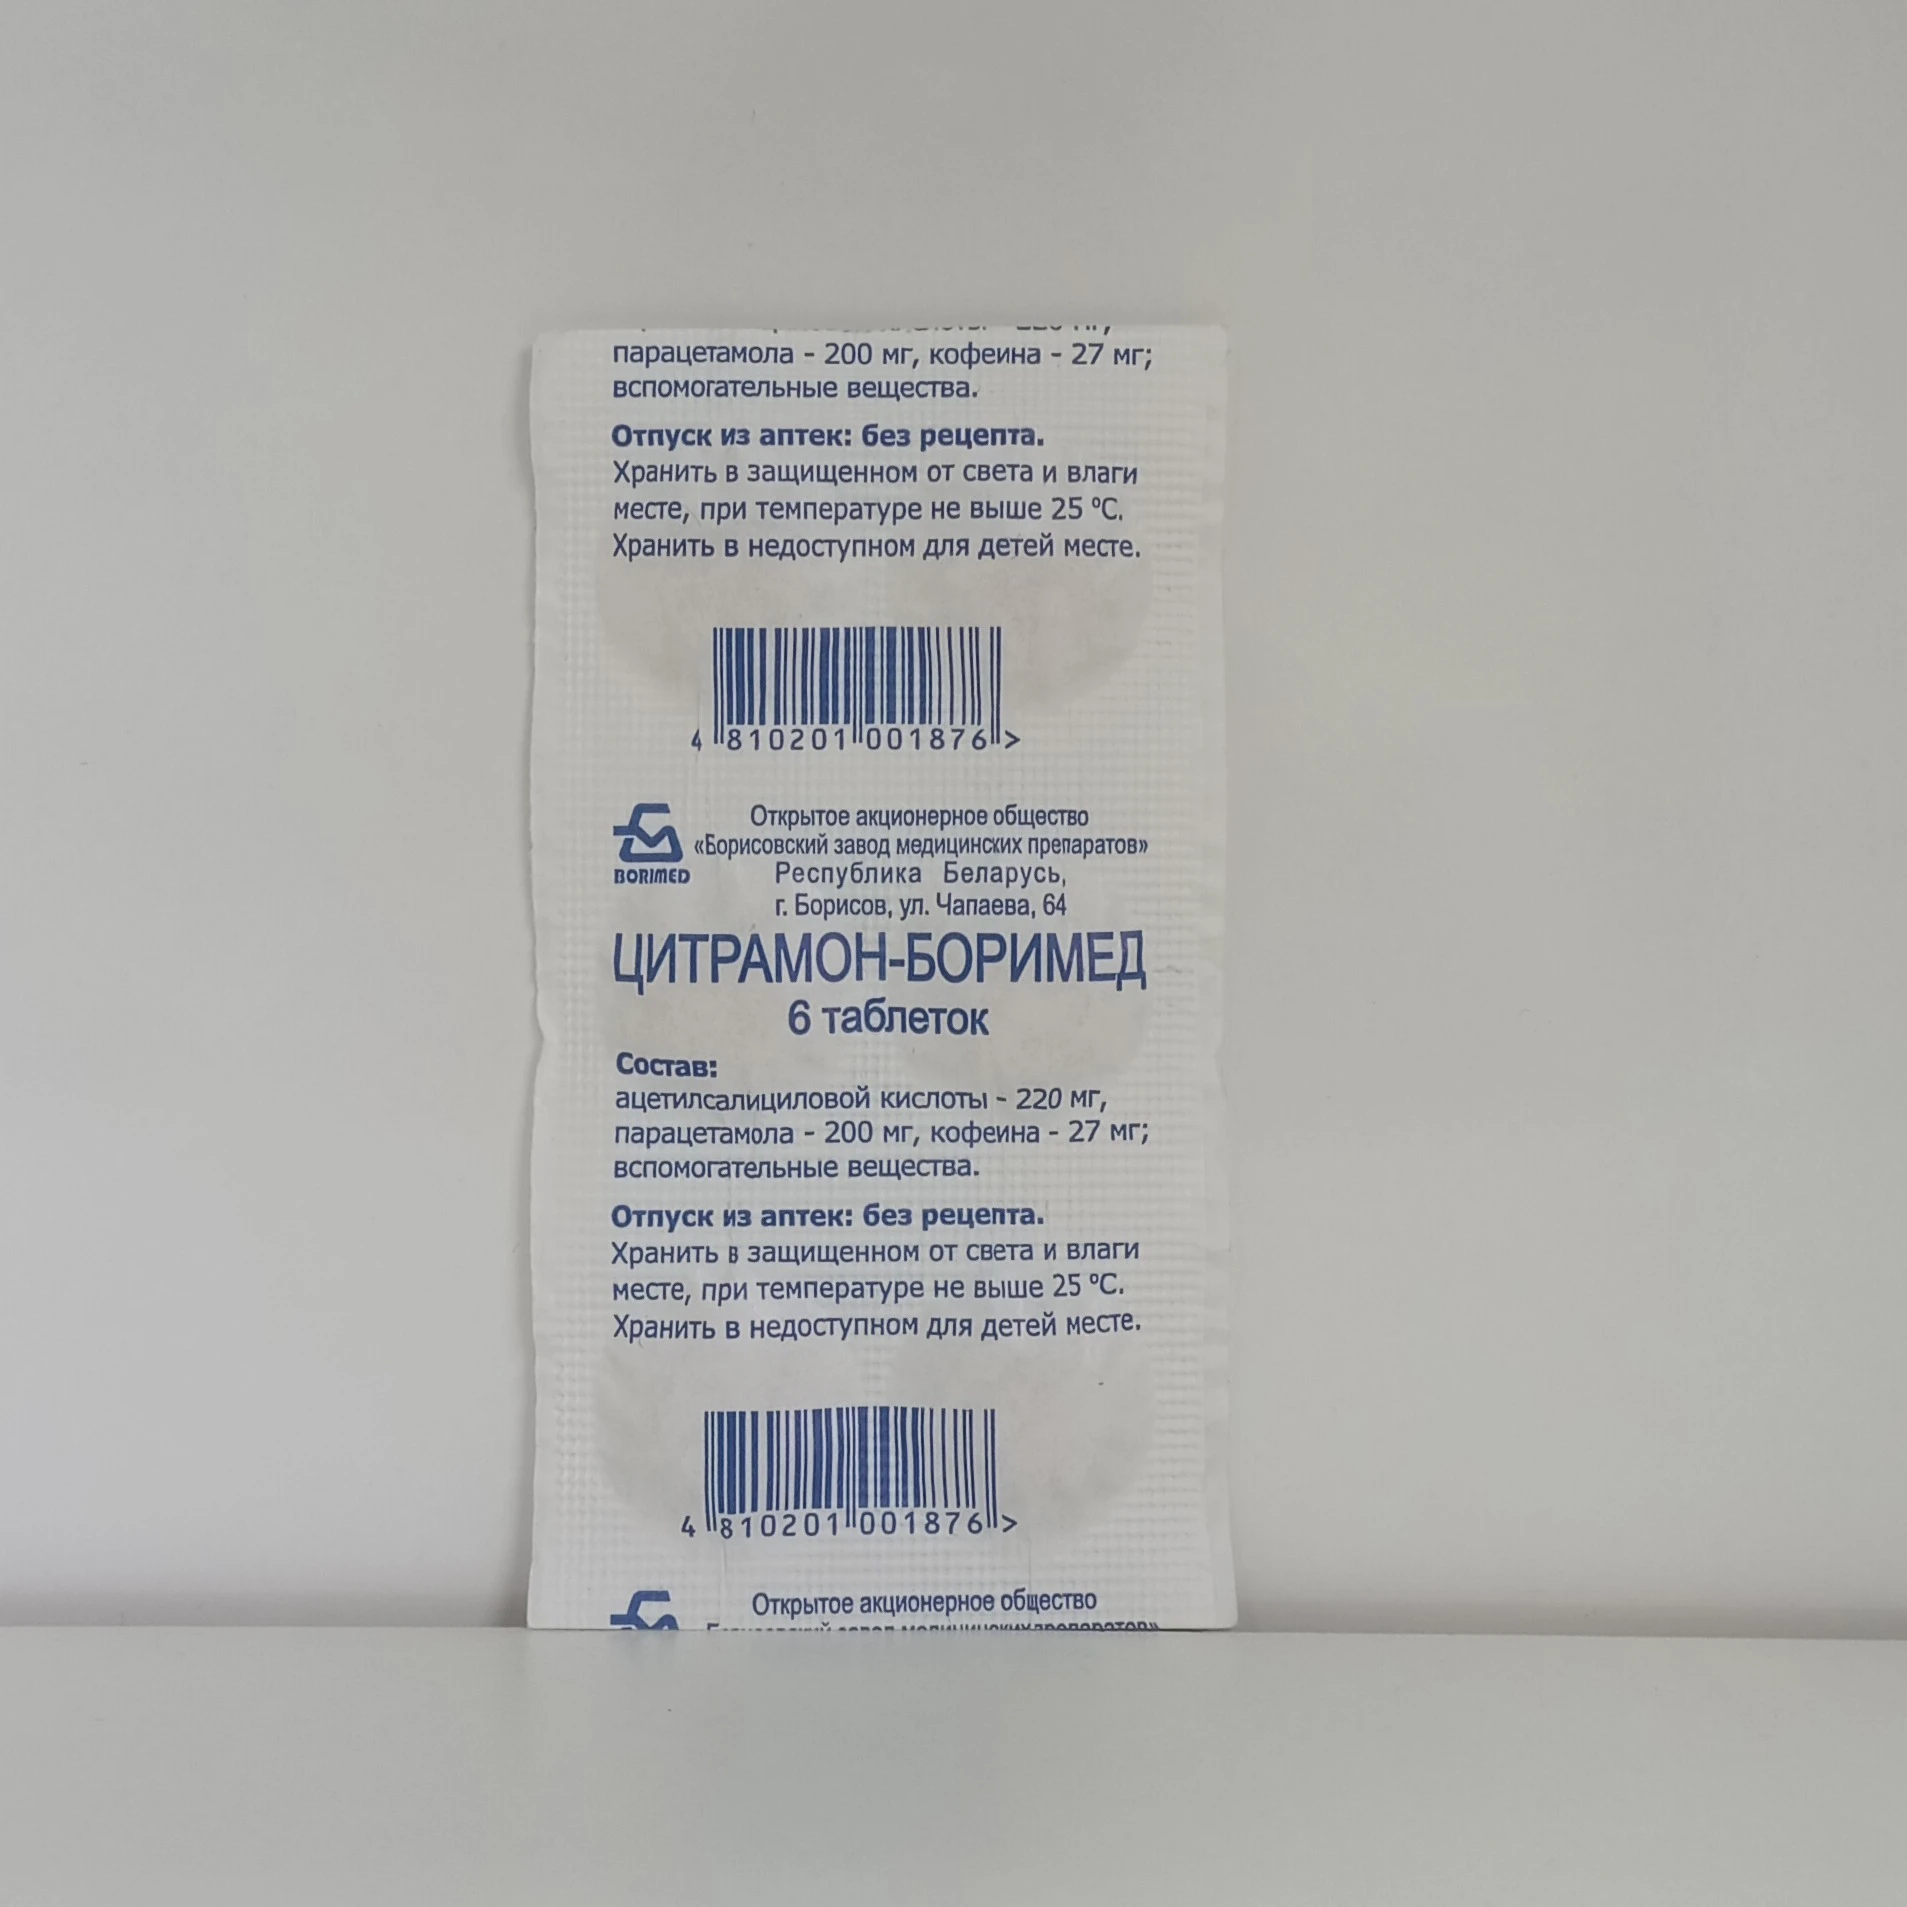 парацетамола - 200 мг, кофеина - 27 мг;
вспомогательные вещества.
Отпуск из аптек: без рецепта.
Хранить в защищенном от света и влаги
месте, при температуре не выше 25 ºС.
Хранить в недоступном для детей месте.
4 810201 001876 >
BORIMED
Открытое акционерное общество
«Борисовский завод медицинских препаратов»
Республика Беларусь,
г. Борисов, ул. Чапаева, 64
ЦИТРАМОН-БОРИМЕД
6 таблеток
Состав:
ацетилсалициловой кислоты - 220 мг,
парацетамола - 200 мг, кофеина - 27 мг;
вспомогательные вещества.
Отпуск из аптек: без рецепта.
Хранить в защищенном от света и влаги
месте, при температуре не выше 25 ºС.
Хранить в недоступном для детей месте.
4 810201 001876 >
Открытое акционерное общество